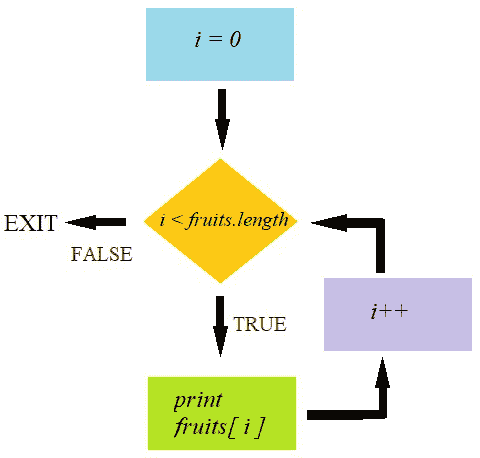 i = 0
i < fruits.length
EXIT
FALSE
TRUE
i++
print
fruits[ i ]